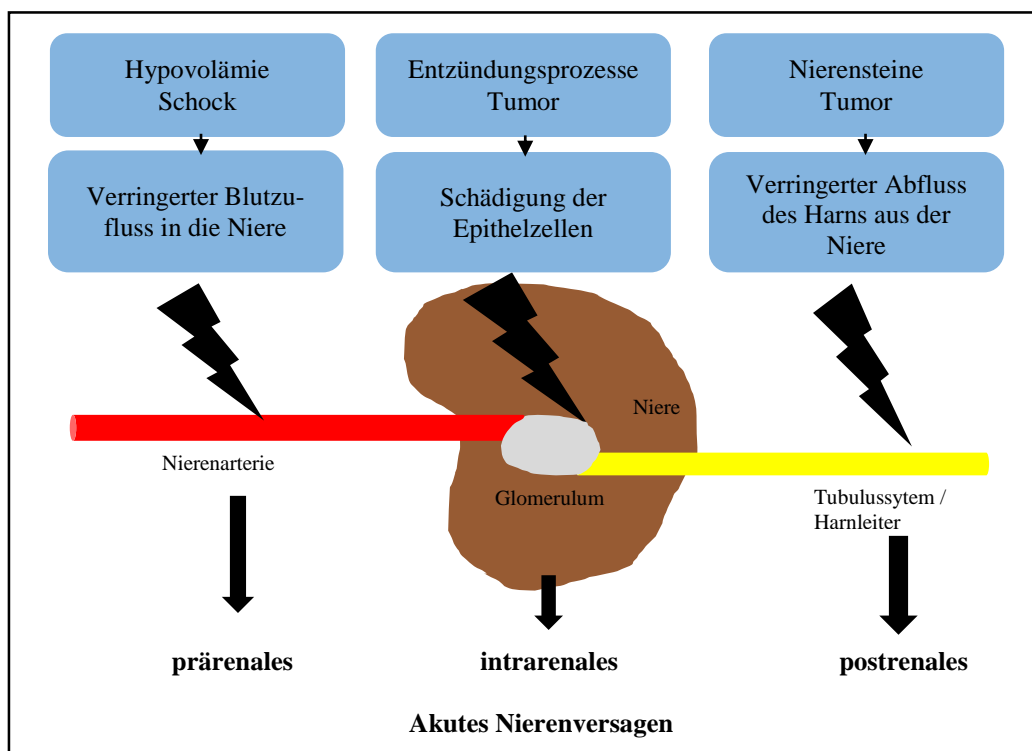 Hypovolämie
Schock
Entzündungsprozesse
Tumor
Nierensteine
Tumor
Verringerter Blutzu-
fluss in die Niere
Schädigung der
Epithelzellen
Verringerter Abfluss
des Harns aus der
Niere
Niere
Nierenarterie
Glomerulum
Tubulussytem /
Harnleiter
prärenales
intrarenales
postrenales
Akutes Nierenversagen